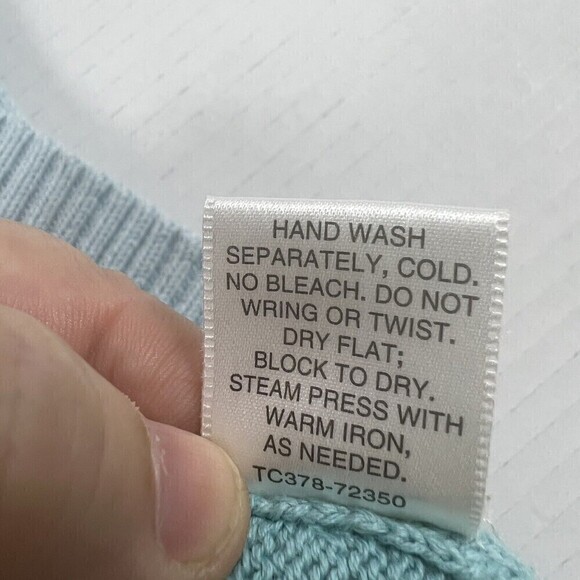 HAND WASH
SEPARATELY, COLD.
NO BLEACH. DO NOT
WRING OR TWIST.
DRY FLAT;
BLOCK TO DRY.
STEAM PRESS WITH
WARM IRON,
AS NEEDED.
TC378-72350